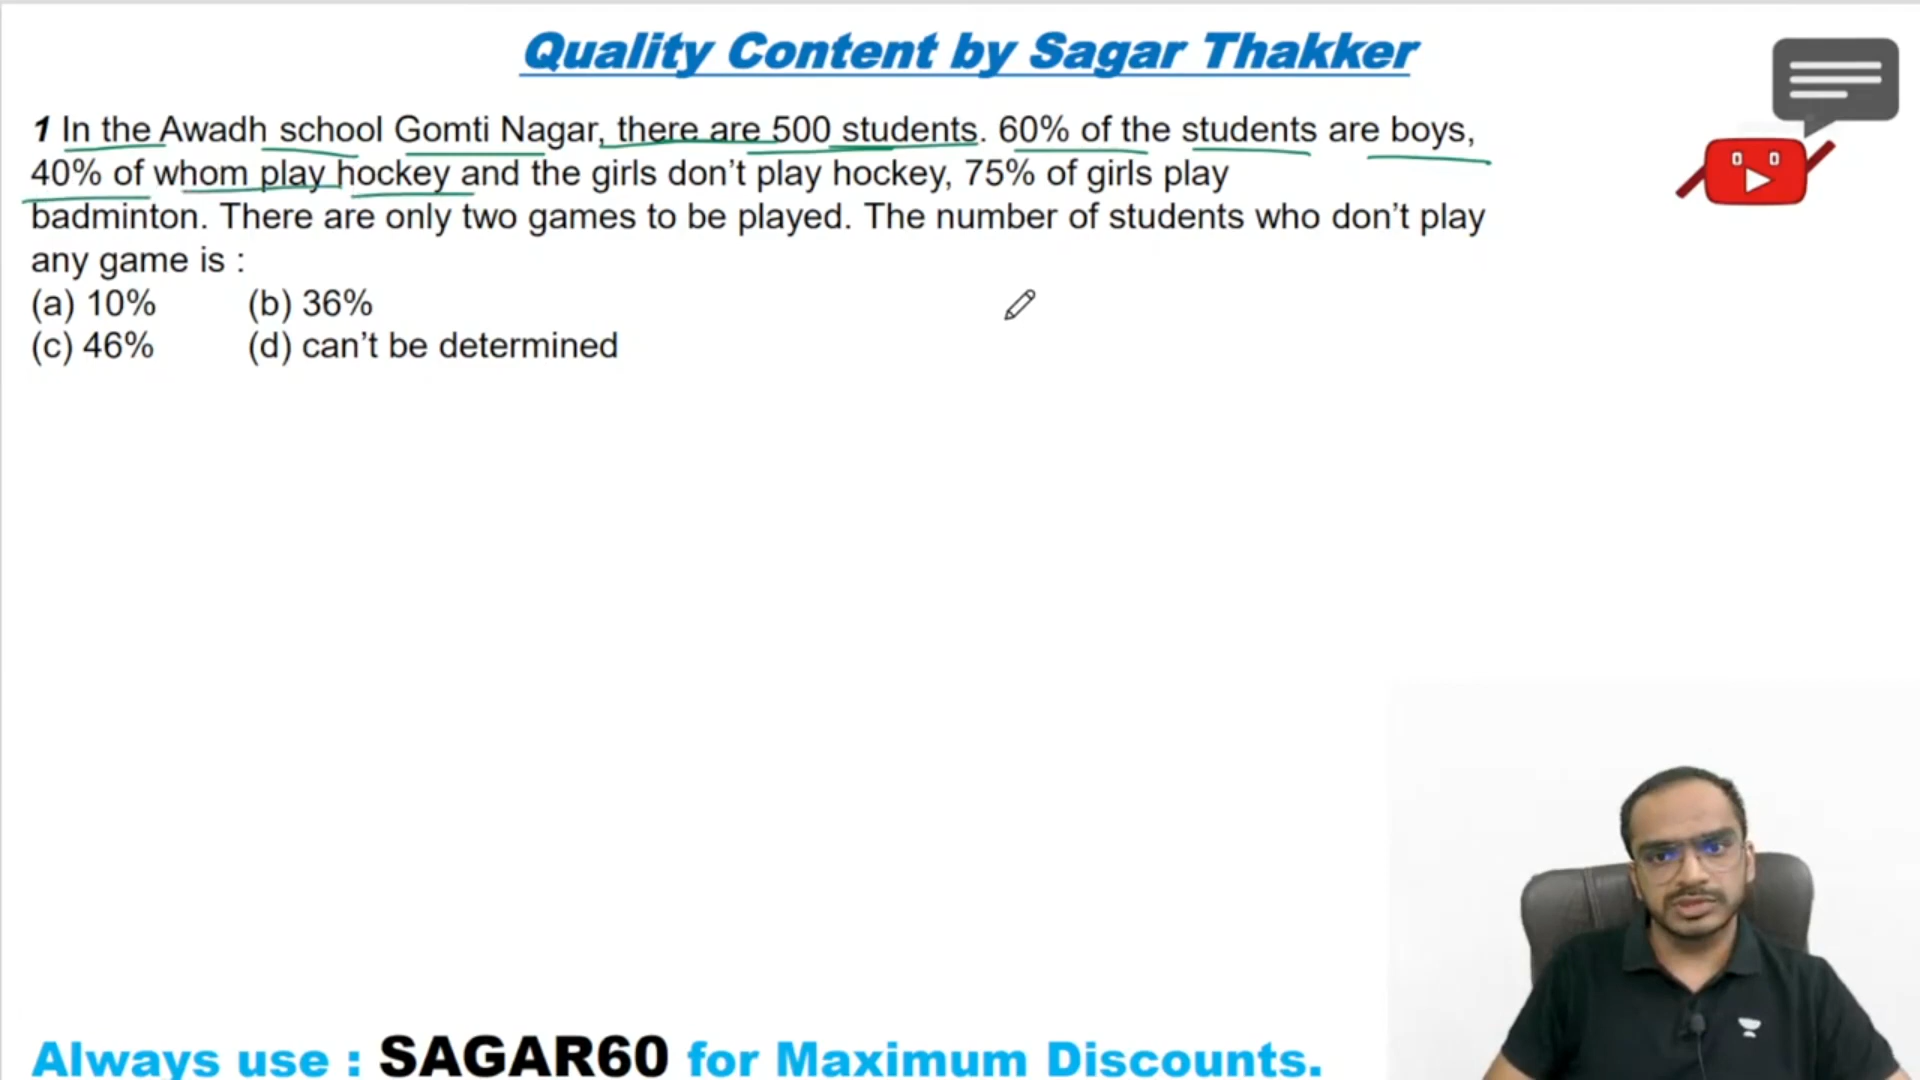 Quality Content by Sagar Thakker
1 In the Awadh school Gomti Nagar, there are 500 students. 60% of the students are boys,
40% of whom play hockey and the girls don’t play hockey, 75% of girls play
badminton. There are only two games to be played. The number of students who don’t play
any game is :
(a) 10% (b) 36%
(c) 46% (d) can’t be determined
Always use : SAGAR60 for Maximum Discounts.